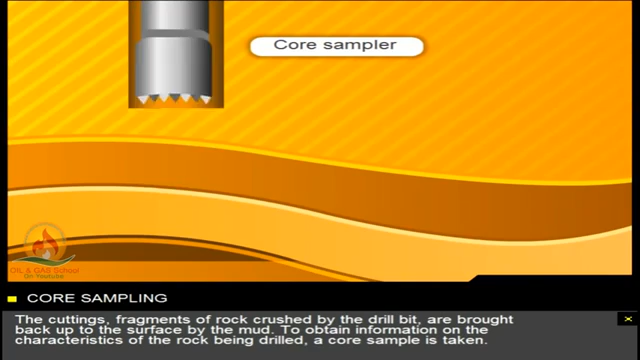 Core sampler
OIL & GAS School
On Youtube
CORE SAMPLING
The cuttings, fragments of rock crushed by the drill bit, are brought
back up to the surface by the mud. To obtain information on the
characteristics of the rock being drilled, a core sample is taken.